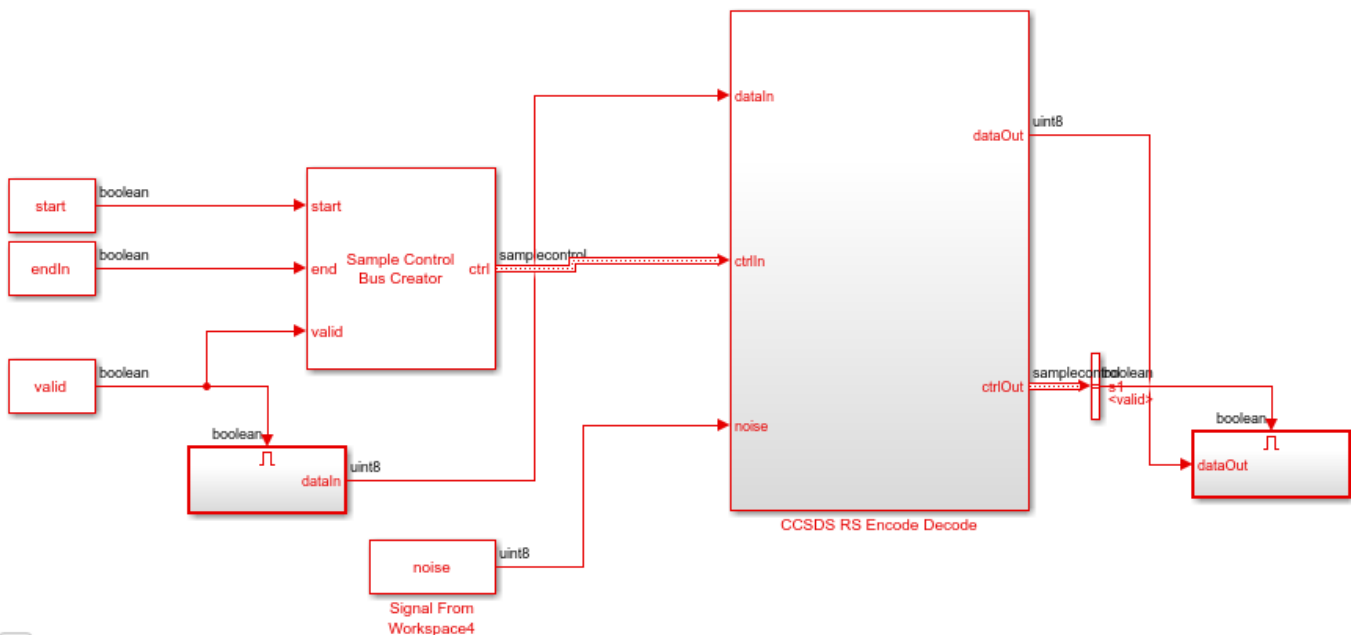 dataIn
uint8
dataOut
boolean
start
start
boolean
endIn
end
Sample Control
Bus Creator
ctrl
samplecontrol
ctrlIn
valid
boolean
valid
samplecontrol
boolean
ctrlOut
s1
<valid>
boolean
dataIn
uint8
noise
boolean
dataOut
CCSDS RS Encode Decode
noise
uint8
Signal From
Workspace4